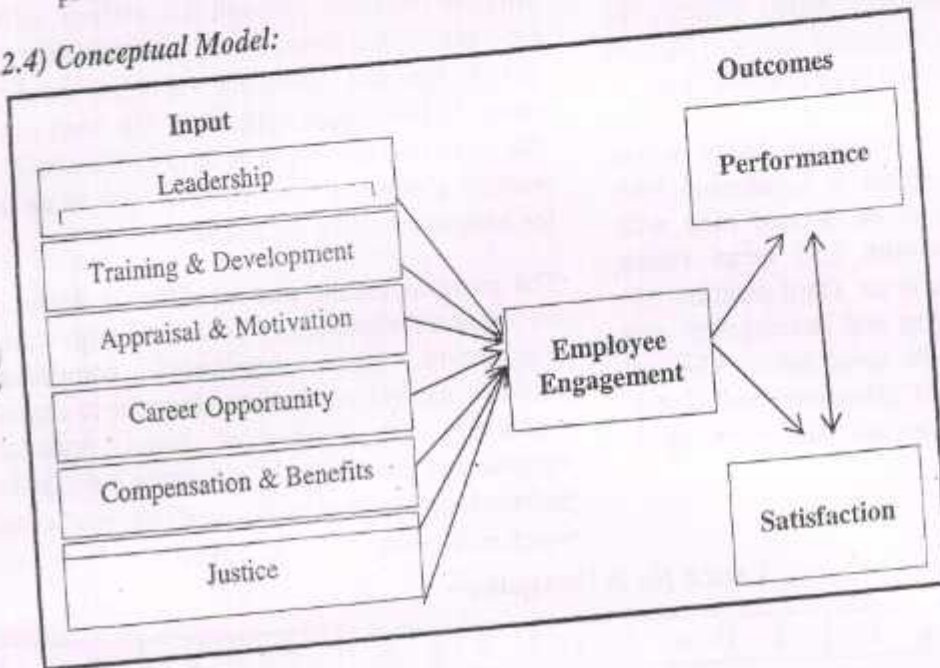 2.4) Conceptual Model:
Input
Outcomes
Leadership
Training & Development
Appraisal & Motivation
Career Opportunity
Compensation & Benefits
Justice
Employee
Engagement
Performance
Satisfaction